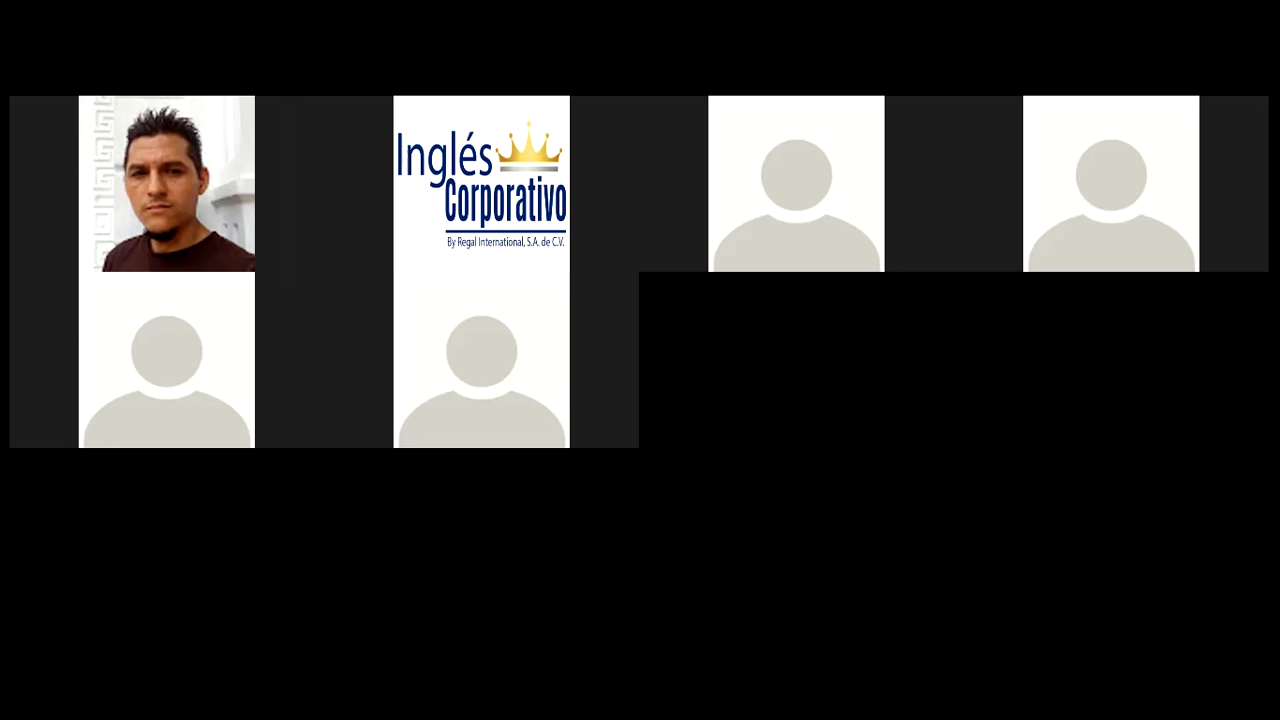 Inglés
Corporativo
By Regal International, S.A. de C.V.